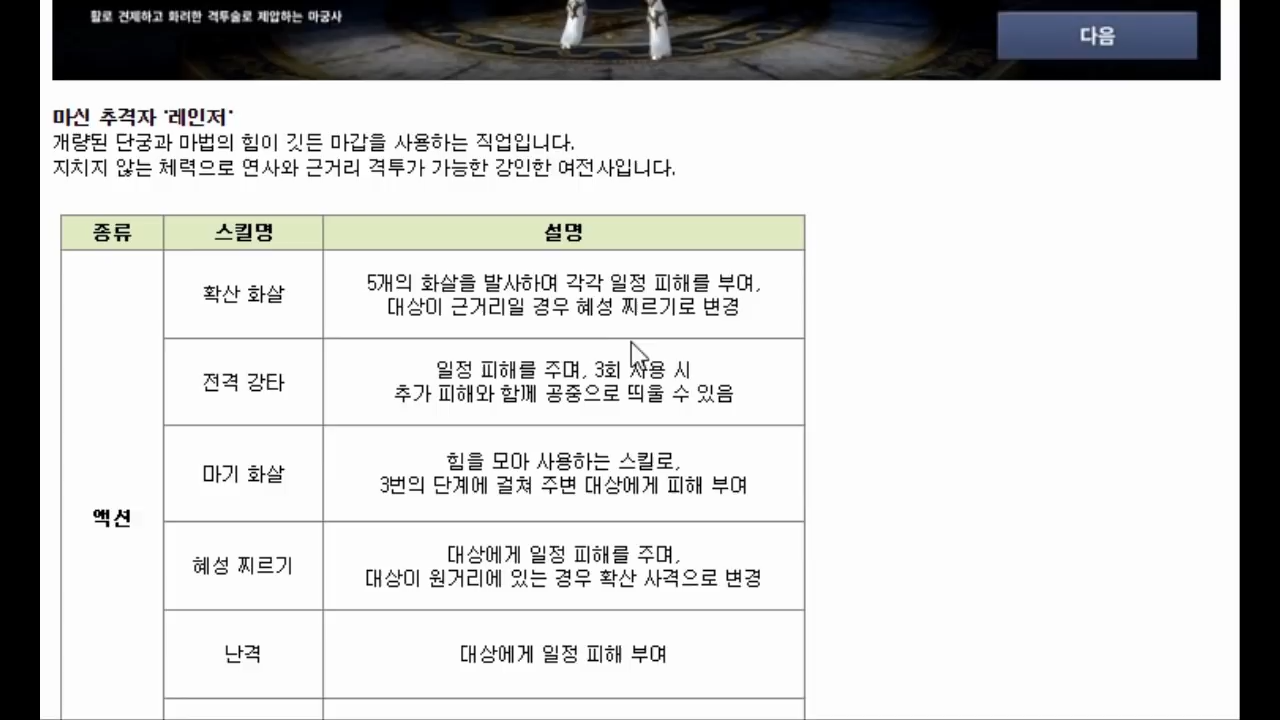 활로 견제하고 화려한 격투술로 제압하는 마궁사
다음
마신 추격자 '레인저'
개량된 단궁과 마법의 힘이 깃든 마갑을 사용하는 직업입니다.
지치지 않는 체력으로 연사와 근거리 격투가 가능한 강인한 여전사입니다.
종류 스킬명 설명
확산 화살
5개의 화살을 발사하여 각각 일정 피해를 부여,
대상이 근거리일 경우 혜성 찌르기로 변경
전격 강타
일정 피해를 주며, 3회 사용 시
추가 피해와 함께 공중으로 띄울 수 있음
마기 화살
힘을 모아 사용하는 스킬로,
3번의 단계에 걸쳐 주변 대상에게 피해 부여
액션
혜성 찌르기
대상에게 일정 피해를 주며,
대상이 원거리에 있는 경우 확산 사격으로 변경
난격
대상에게 일정 피해 부여